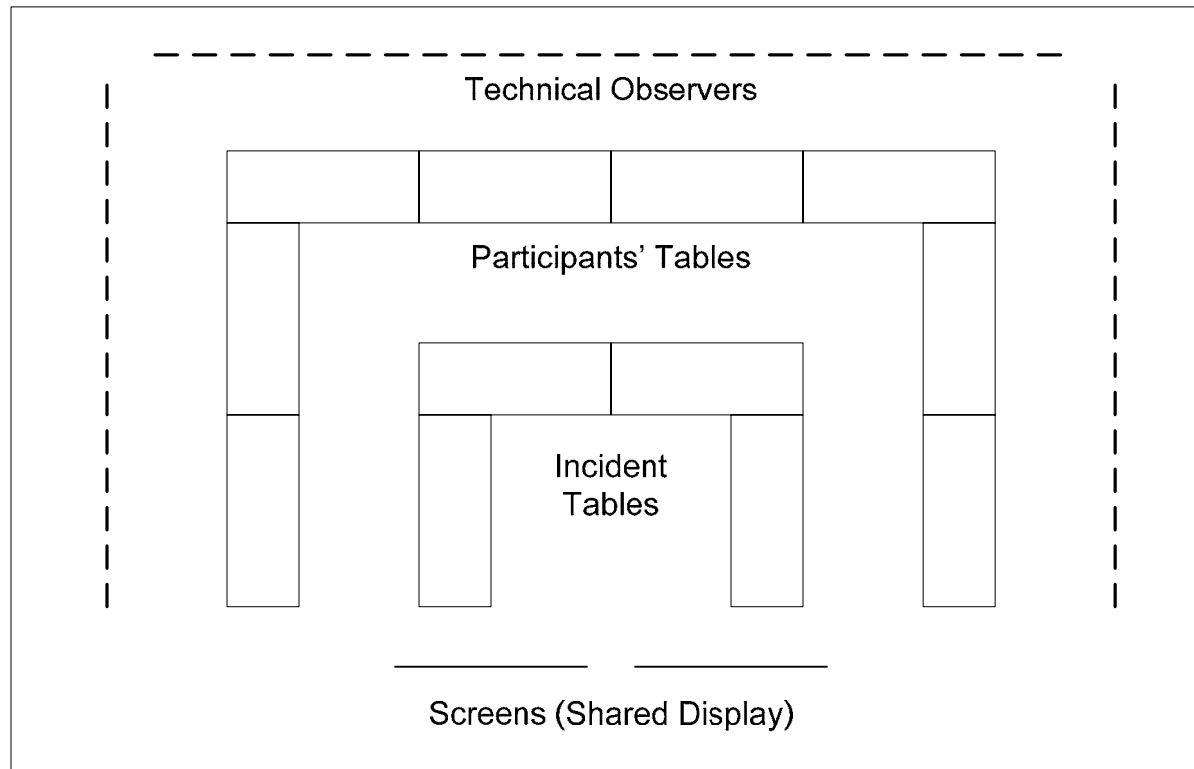 Technical Observers
Participants’ Tables
Incident
Tables
Screens (Shared Display)